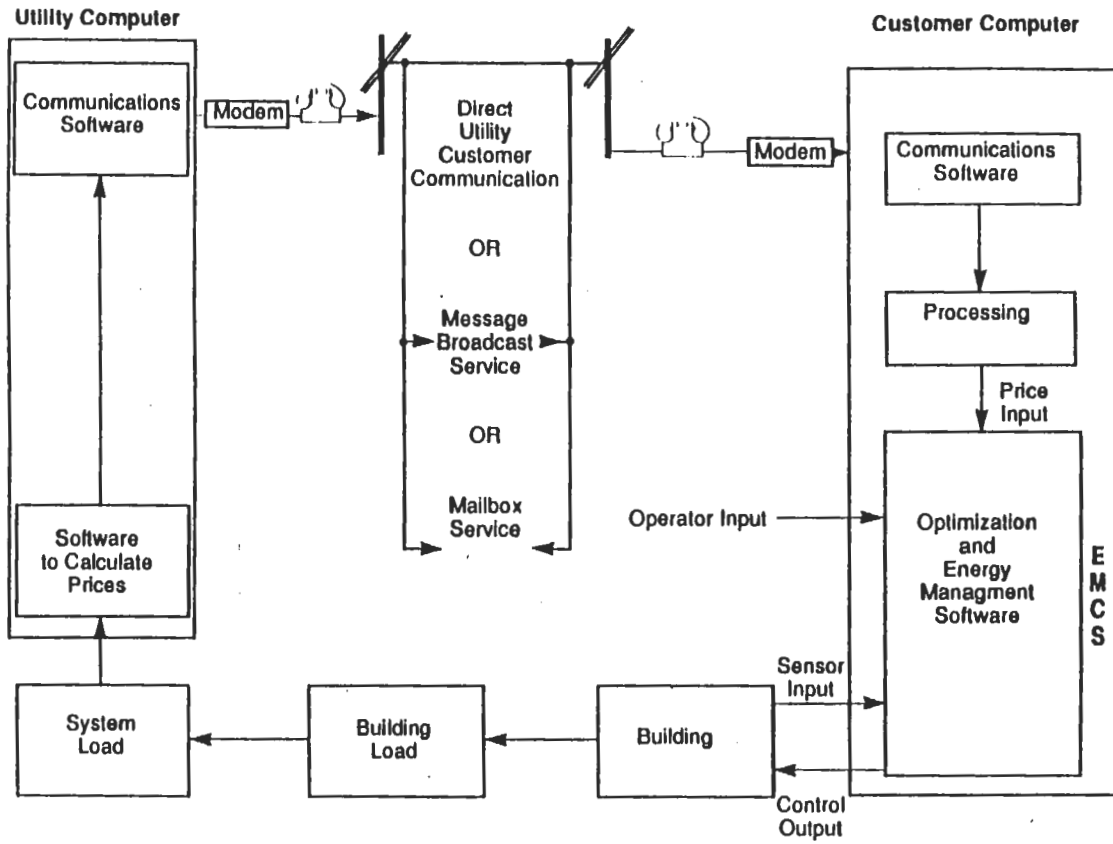 Utility Computer
Customer Computer
Communications
Software
Modem
Direct
Utility
Customer
Communication
OR
Message
Broadcast
Service
OR
Mailbox
Service
Modem
Communications
Software
Processing
Price
Input
Operator Input
Optimization
and
Energy
Managment
Software
E
M
C
S
Software
to Calculate
Prices
System
Load
Building
Load
Building
Sensor
Input
Control
Output